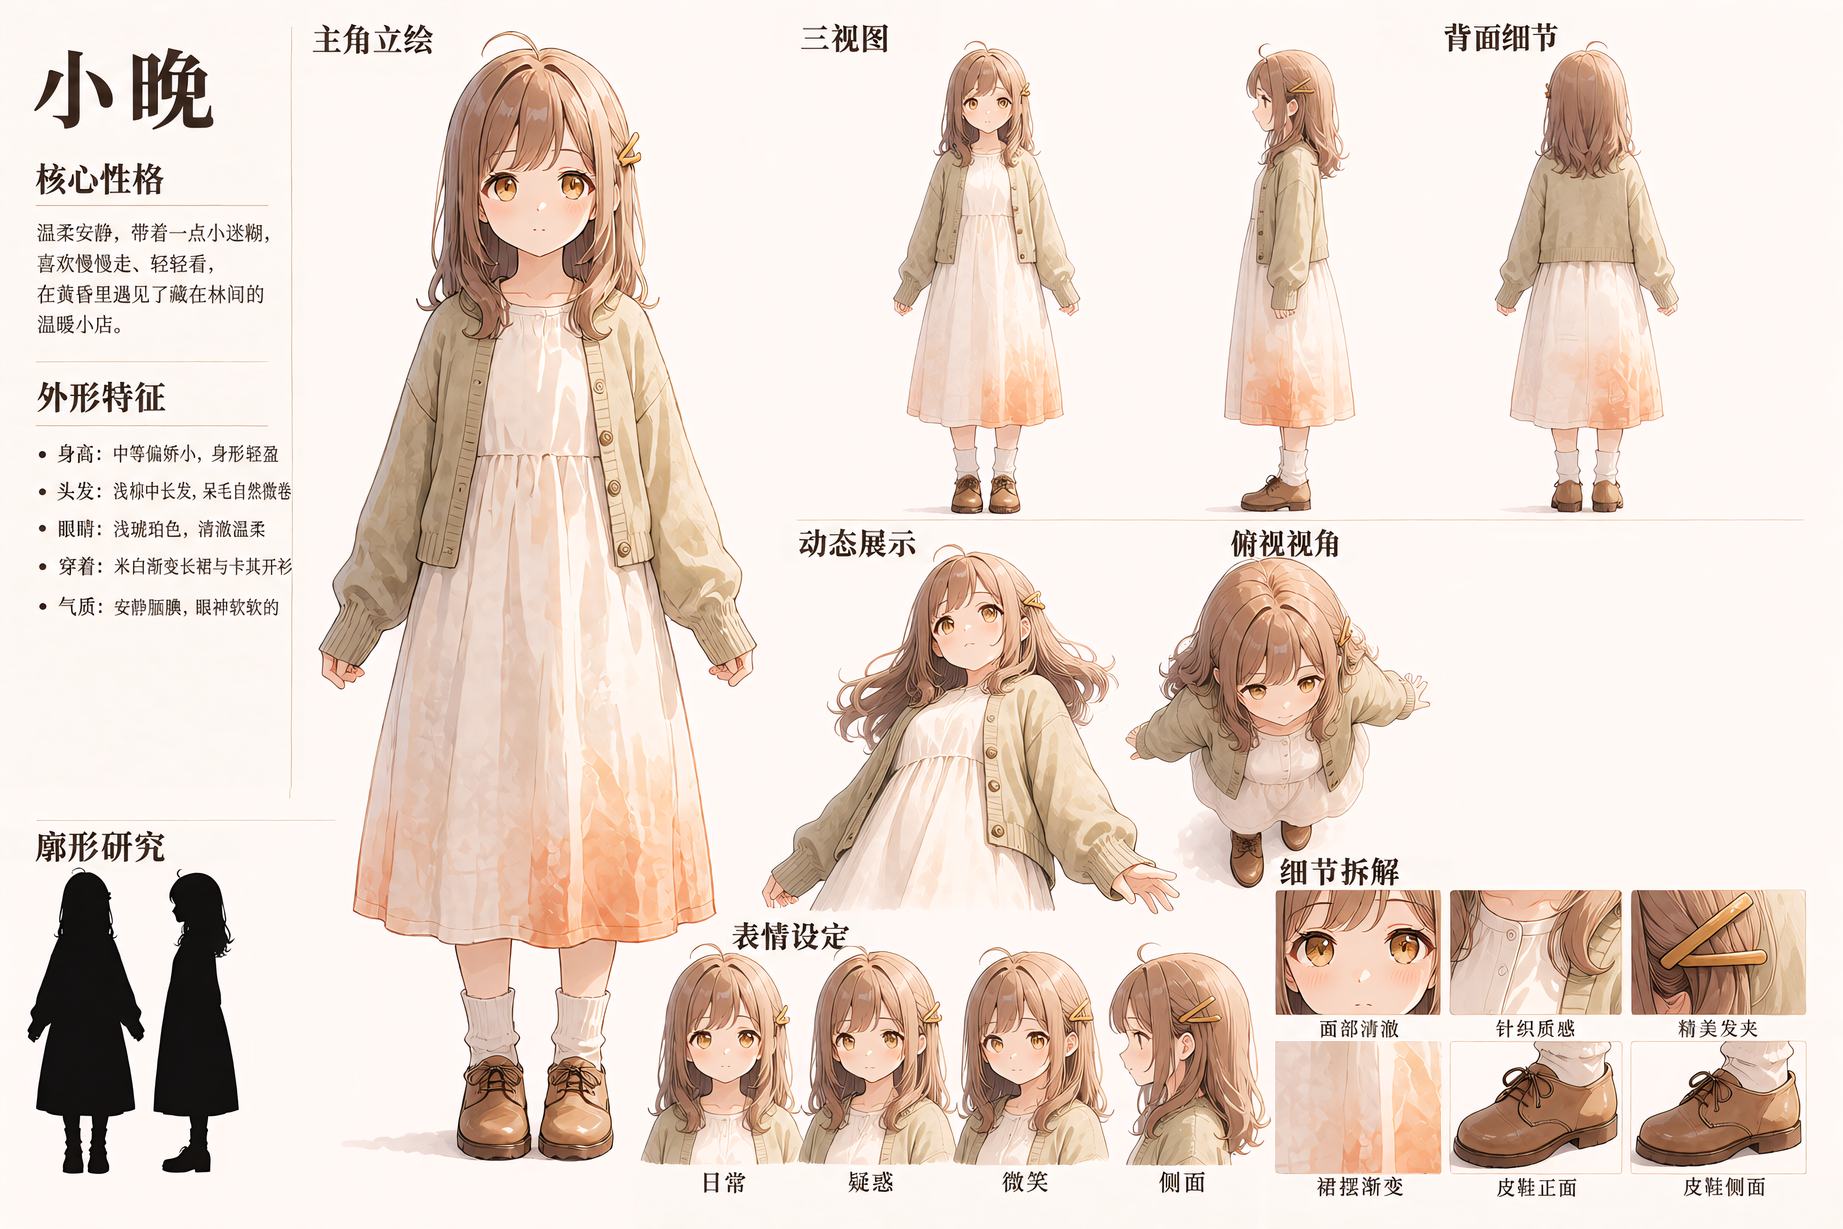 小晚
核心性格
温柔安静，带着一点小迷糊，
喜欢慢慢走、轻轻看，
在黄昏里遇见了藏在林间的
温暖小店。
外形特征
• 身高：中等偏娇小，身形轻盈
• 头发：浅柳中长发，呆毛自然微卷
• 眼睛：浅琥珀色，清澈温柔
• 穿着：米白渐变长裙与卡其开衫
• 气质：安静腼腆，眼神软软的
廓形研究
主角立绘
三视图
背面细节
动态展示
俯视视角
表情设定
日常
疑惑
微笑
侧面
细节拆解
面部清澈
针织质感
精美发夹
裙摆渐变
皮鞋正面
皮鞋侧面